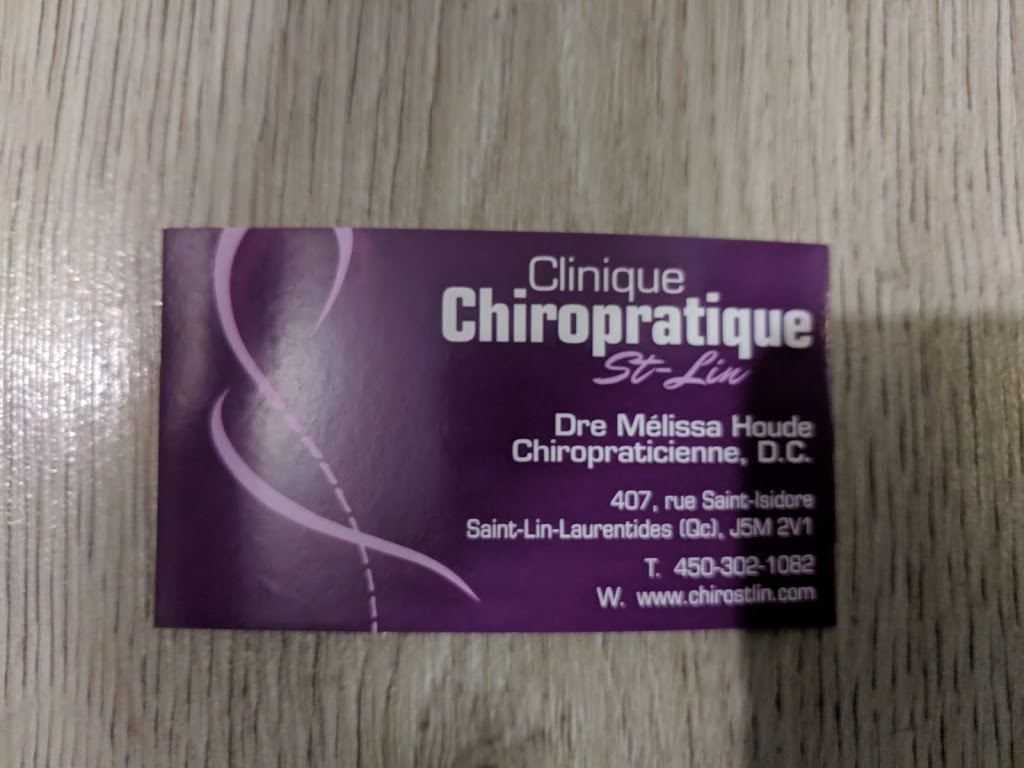 Clinique
Chiropratique
St-Lin
Dre Mélissa Houde
Chiropraticienne, D.C.
407, rue Saint-Isidore
Saint-Lin-Laurentides (Qc), J5M 2V1
T. 450-302-1082
W. www.chirostlin.com